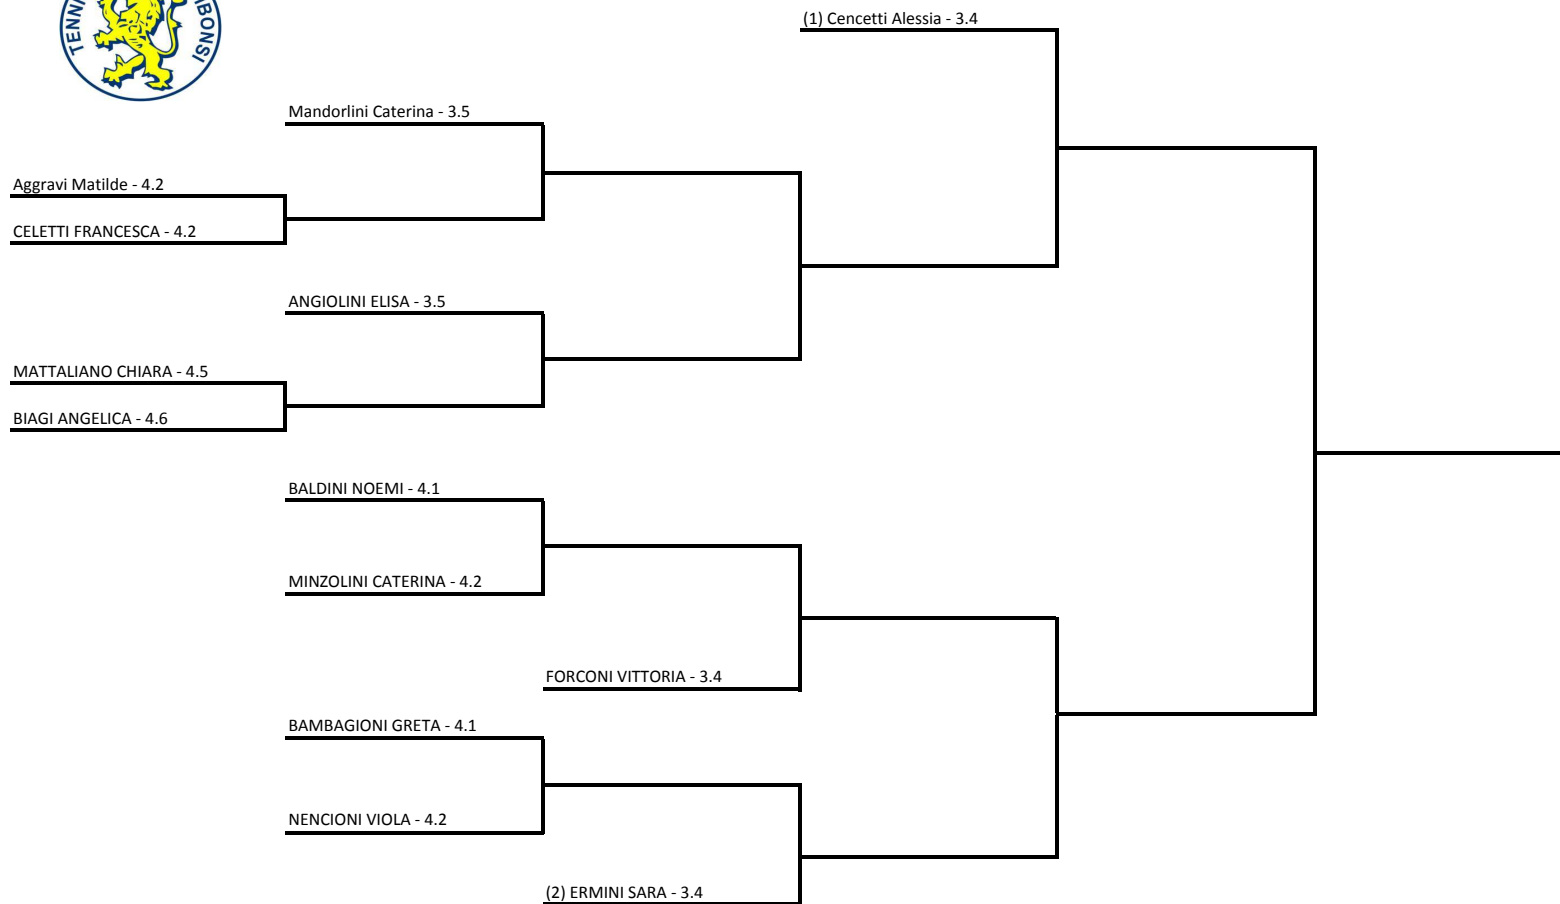 TENNI
IBONSI
(1) Cencetti Alessia - 3.4
Mandorlini Caterina - 3.5
Aggravi Matilde - 4.2
CELETTI FRANCESCA - 4.2
ANGIOLINI ELISA - 3.5
MATTALIANO CHIARA - 4.5
BIAGI ANGELICA - 4.6
BALDINI NOEMI - 4.1
MINZOLINI CATERINA - 4.2
FORCONI VITTORIA - 3.4
BAMBAGIONI GRETA - 4.1
NENCIONI VIOLA - 4.2
(2) ERMINI SARA - 3.4